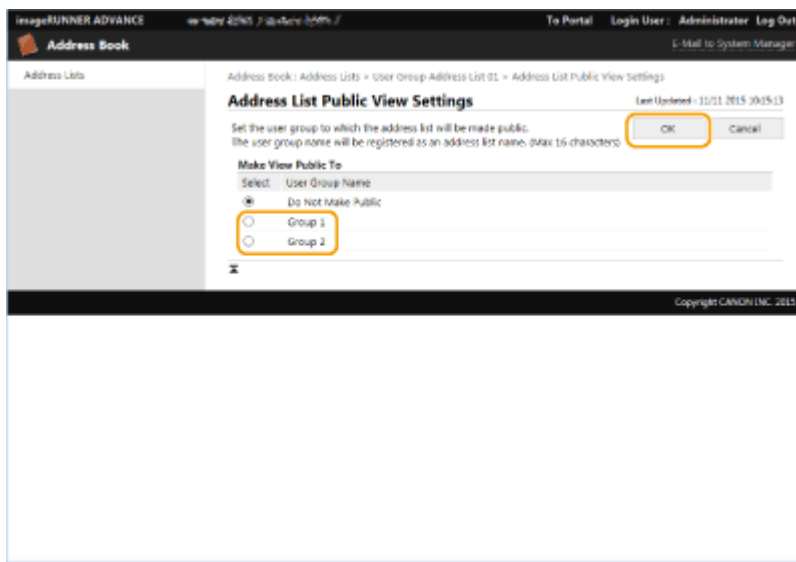 imageRUNNER ADVANCE To Portal Login User : Administrator Log Out
Address Book E-Mail to System Manager
Address Lists
Address Book : Address Lists > User Group Address List 01 > Address List Public View Settings
Address List Public View Settings Last Updated : 11/11 2015 10:15:13
Set the user group to which the address list will be made public.
The user group name will be registered as an address list name. (Max 16 characters)
OK Cancel
Make View Public To
Select User Group Name
Do Not Make Public
Group 1
Group 2
Copyright CANON INC. 2015